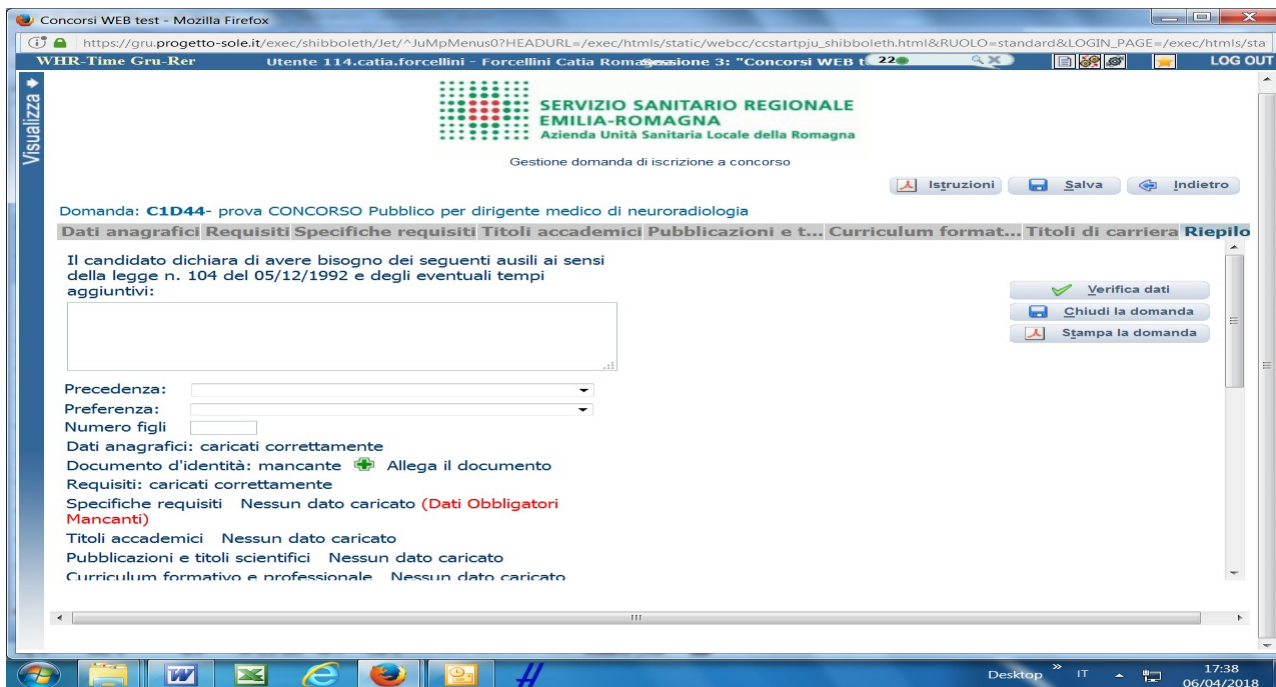 Concorsi WEB test - Mozilla Firefox
https://gru.progetto-sole.it/exec/shibboleth/Jet/^JuMpMenus0?HEADURL=/exec/htmls/static/webcc/ccstartpju_shibboleth.html&RUOLO=standard&LOGIN_PAGE=/exec/htmls/sta
WHR-Time Gru-Rer Utente 114.catia.forcellini - Forcellini Catia Sessione 3: "Concorsi WEB t 22 LOG OUT
Visualizza
SERVIZIO SANITARIO REGIONALE
EMILIA-ROMAGNA
Azienda Unità Sanitaria Locale della Romagna
Gestione domanda di iscrizione a concorso
Istruzioni Salva Indietro
Domanda: C1D44- prova CONCORSO Pubblico per dirigente medico di neuroradiologia
Dati anagrafici Requisiti Specifiche requisiti Titoli accademici Pubblicazioni e t... Curriculum format... Titoli di carriera Riepilo
Il candidato dichiara di avere bisogno dei seguenti ausili ai sensi
della legge n. 104 del 05/12/1992 e degli eventuali tempi
aggiuntivi:
Verifica dati
Chiudi la domanda
Stampa la domanda
Precedenza:
Preferenza:
Numero figli
Dati anagrafici: caricati correttamente
Documento d'identità: mancante Allega il documento
Requisiti: caricati correttamente
Specifiche requisiti Nessun dato caricato (Dati Obbligatori
Mancanti)
Titoli accademici Nessun dato caricato
Pubblicazioni e titoli scientifici Nessun dato caricato
Curriculum formativo e professionale Nessun dato caricato
Desktop IT 17:38
06/04/2018